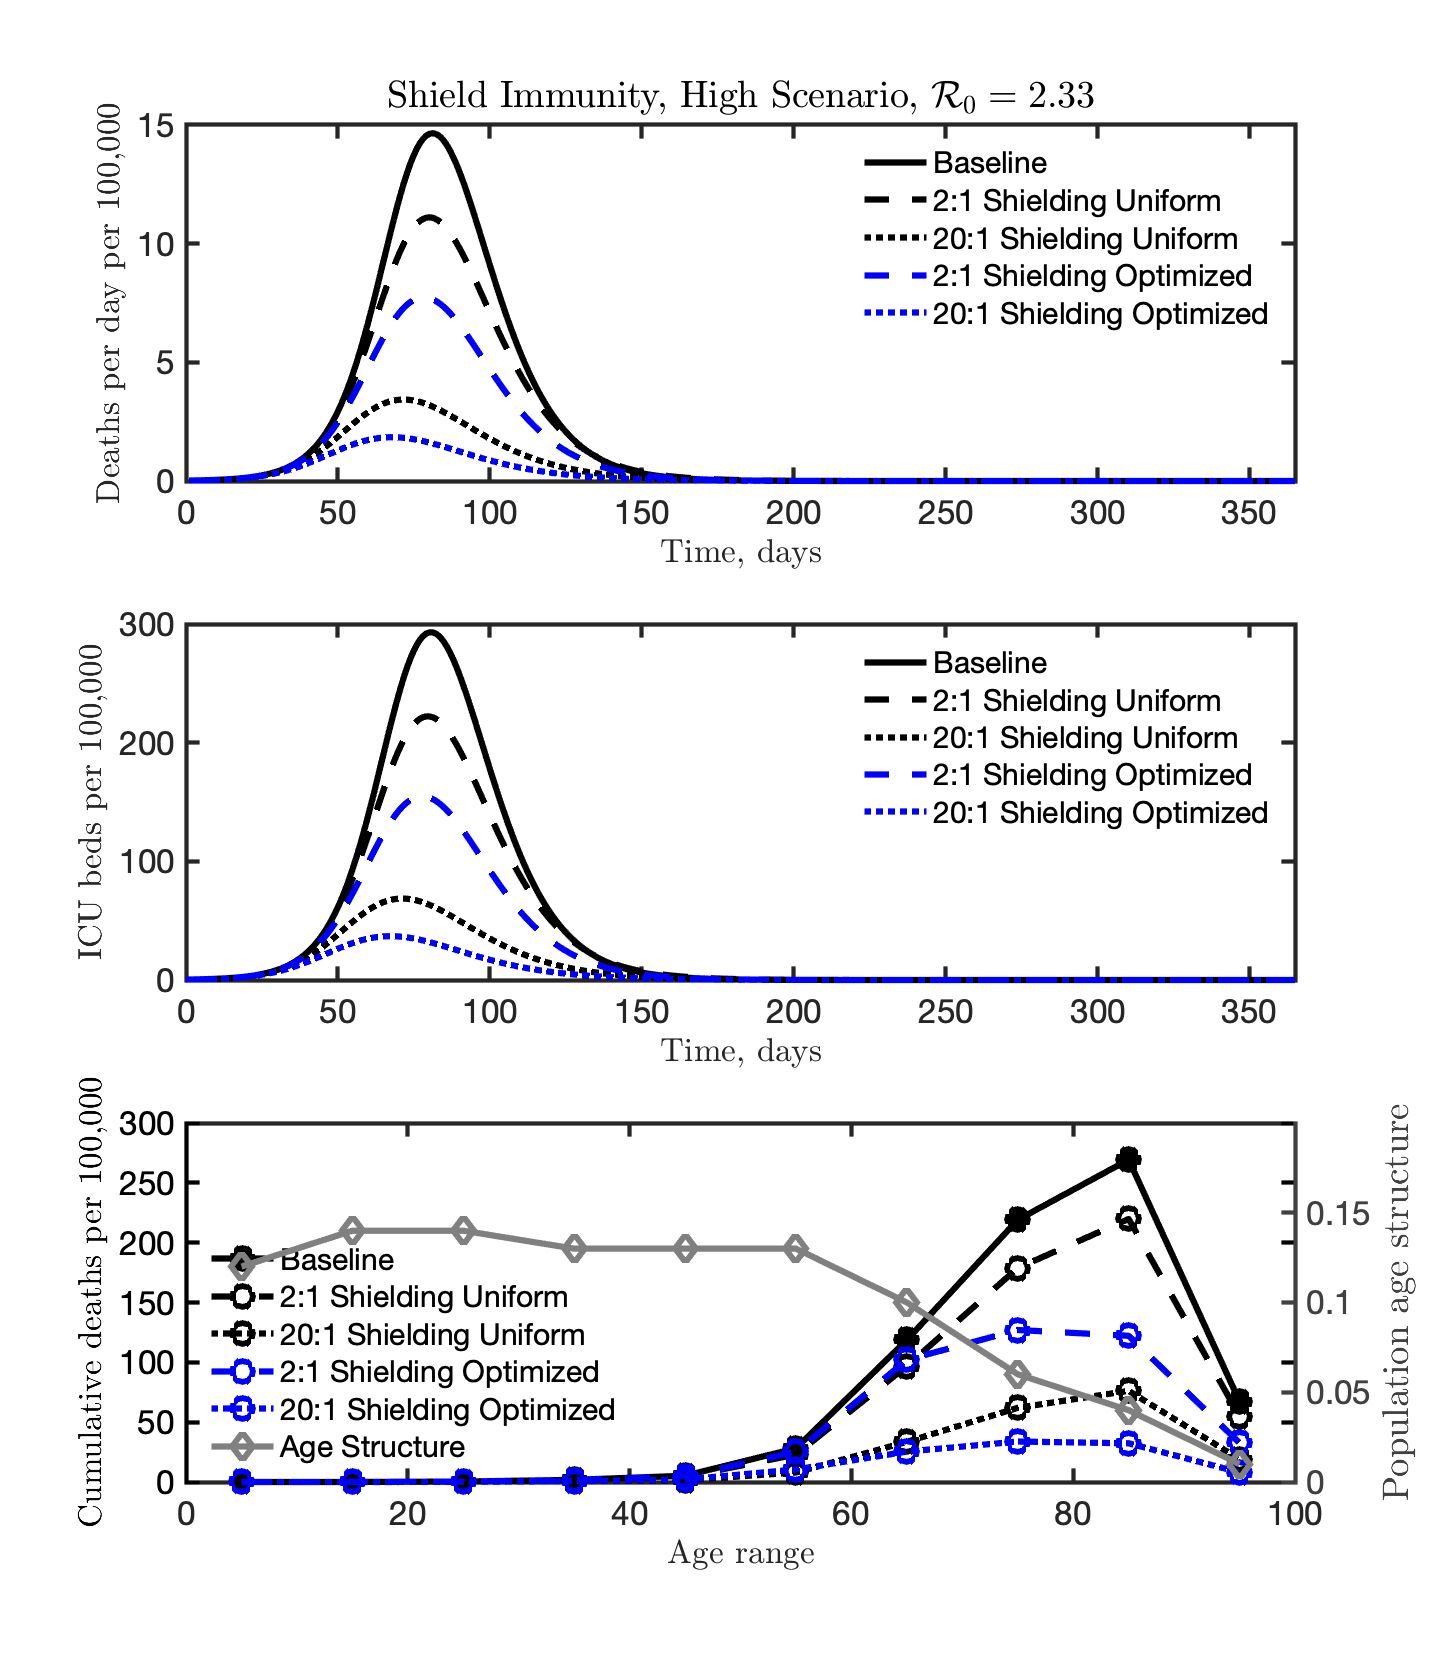 Shield Immunity, High Scenario, R₀ = 2.33
Deaths per day per 100,000
15
10
5
0
Baseline
2:1 Shielding Uniform
20:1 Shielding Uniform
2:1 Shielding Optimized
20:1 Shielding Optimized
0 50 100 150 200 250 300 350
Time, days
ICU beds per 100,000
300
200
100
0
Baseline
2:1 Shielding Uniform
20:1 Shielding Uniform
2:1 Shielding Optimized
20:1 Shielding Optimized
0 50 100 150 200 250 300 350
Time, days
Cumulative deaths per 100,000
300
250
200
150
100
50
0
Baseline
2:1 Shielding Uniform
20:1 Shielding Uniform
2:1 Shielding Optimized
20:1 Shielding Optimized
Age Structure
0.15
0.1
0.05
0
Population age structure
0 20 40 60 80 100
Age range